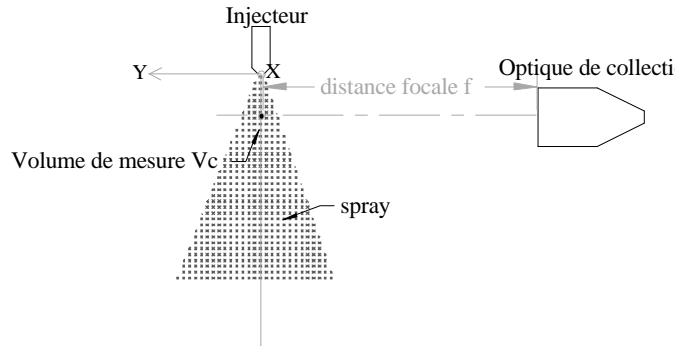 Injecteur
Y
X
Optique de collecti
distance focale f
Volume de mesure Vc
spray